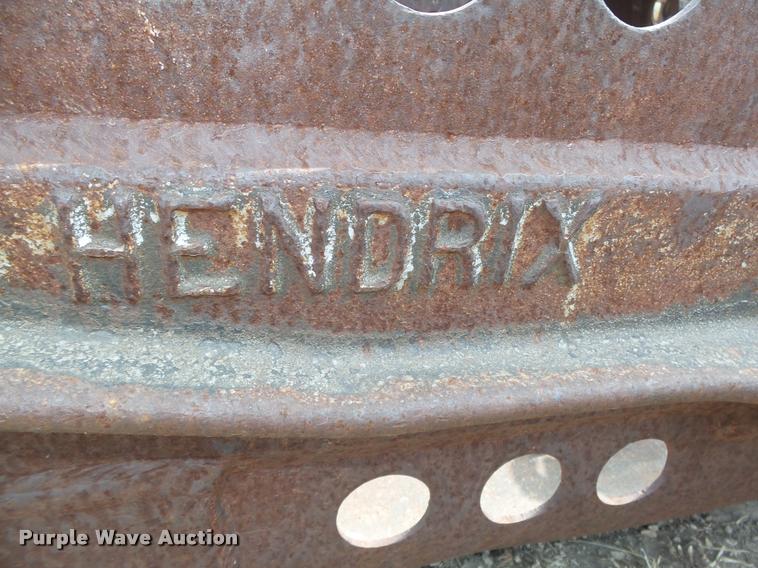 HENDRIX
Purple Wave Auction